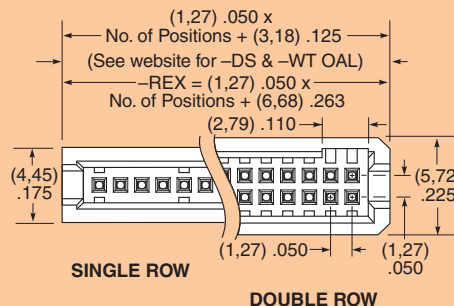 (1,27) .050 x
No. of Positions + (3,18) .125
(See website for –DS & –WT OAL)
–REX = (1,27) .050 x
No. of Positions + (6,68) .263
(2,79) .110
(4,45)
.175
(5,72
.225
(1,27) .050
(1,27)
.050
SINGLE ROW
DOUBLE ROW